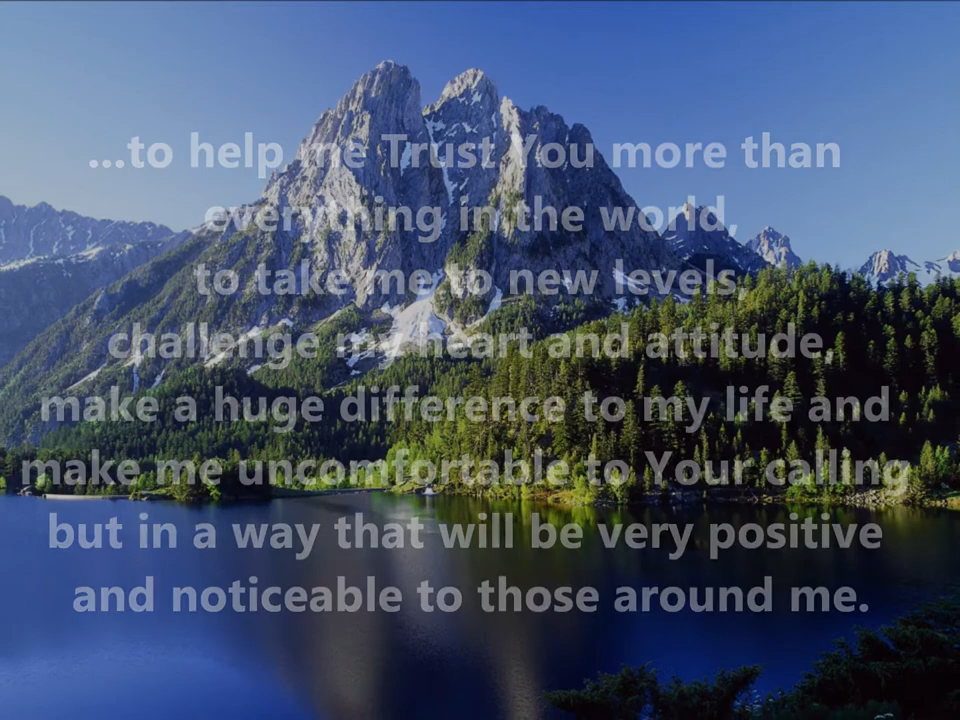 ...to help me Trust You more than
everything in the world,
to take me to new levels,
challenge my heart and attitude,
make a huge difference to my life and
make me uncomfortable to Your calling
but in a way that will be very positive
and noticeable to those around me.